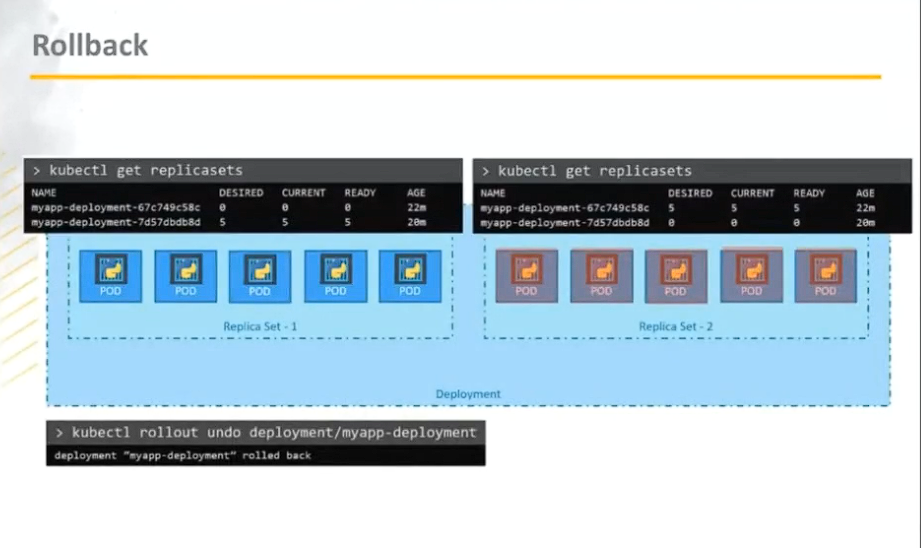 Rollback
> kubectl get replicasets
NAME DESIRED CURRENT READY AGE
myapp-deployment-67c749c58c 0 0 0 22m
myapp-deployment-7d57dbdb8d 5 5 5 20m
> kubectl get replicasets
NAME DESIRED CURRENT READY AGE
myapp-deployment-67c749c58c 5 5 5 22m
myapp-deployment-7d57dbdb8d 0 0 0 20m
POD POD POD POD POD
Replica Set - 1
POD POD POD POD POD
Replica Set - 2
Deployment
> kubectl rollout undo deployment/myapp-deployment
deployment "myapp-deployment" rolled back